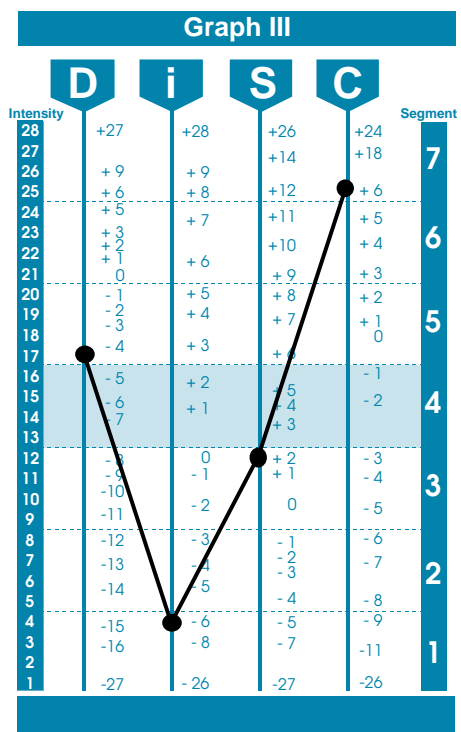 Graph III
D i S C
Intensity Segment
28 +27 +28 +26 +24
27 +14 +18 7
26 + 9 + 9
25 + 6 + 8 +12 + 6
24 + 5 + 7 +11 + 5
23 + 3 6
+ 2 +10 + 4
22 + 1 + 6
21 0 + 9 + 3
20 - 1 + 5 + 8 + 2
19 - 2 + 4 + 7 + 1 5
18 - 3 0
17 - 4 + 3 + 6
16 - 5 + 2 - 1
15 - 6 + 5 - 2 4
+ 1 + 4
14 - 7 + 3
13
12 - 8 0 + 2 - 3
11 - 9 - 1 + 1 - 4
-10 3
10 - 2 0 - 5
9 -11
8 -12 - 3 - 1 - 6
7 -13 - 4 - 2 - 7
- 3 2
6 -14 - 5
5 - 4 - 8
4 -15 - 6 - 5 - 9
3 -16 - 8 - 7 -11 1
2
1 -27 - 26 -27 -26